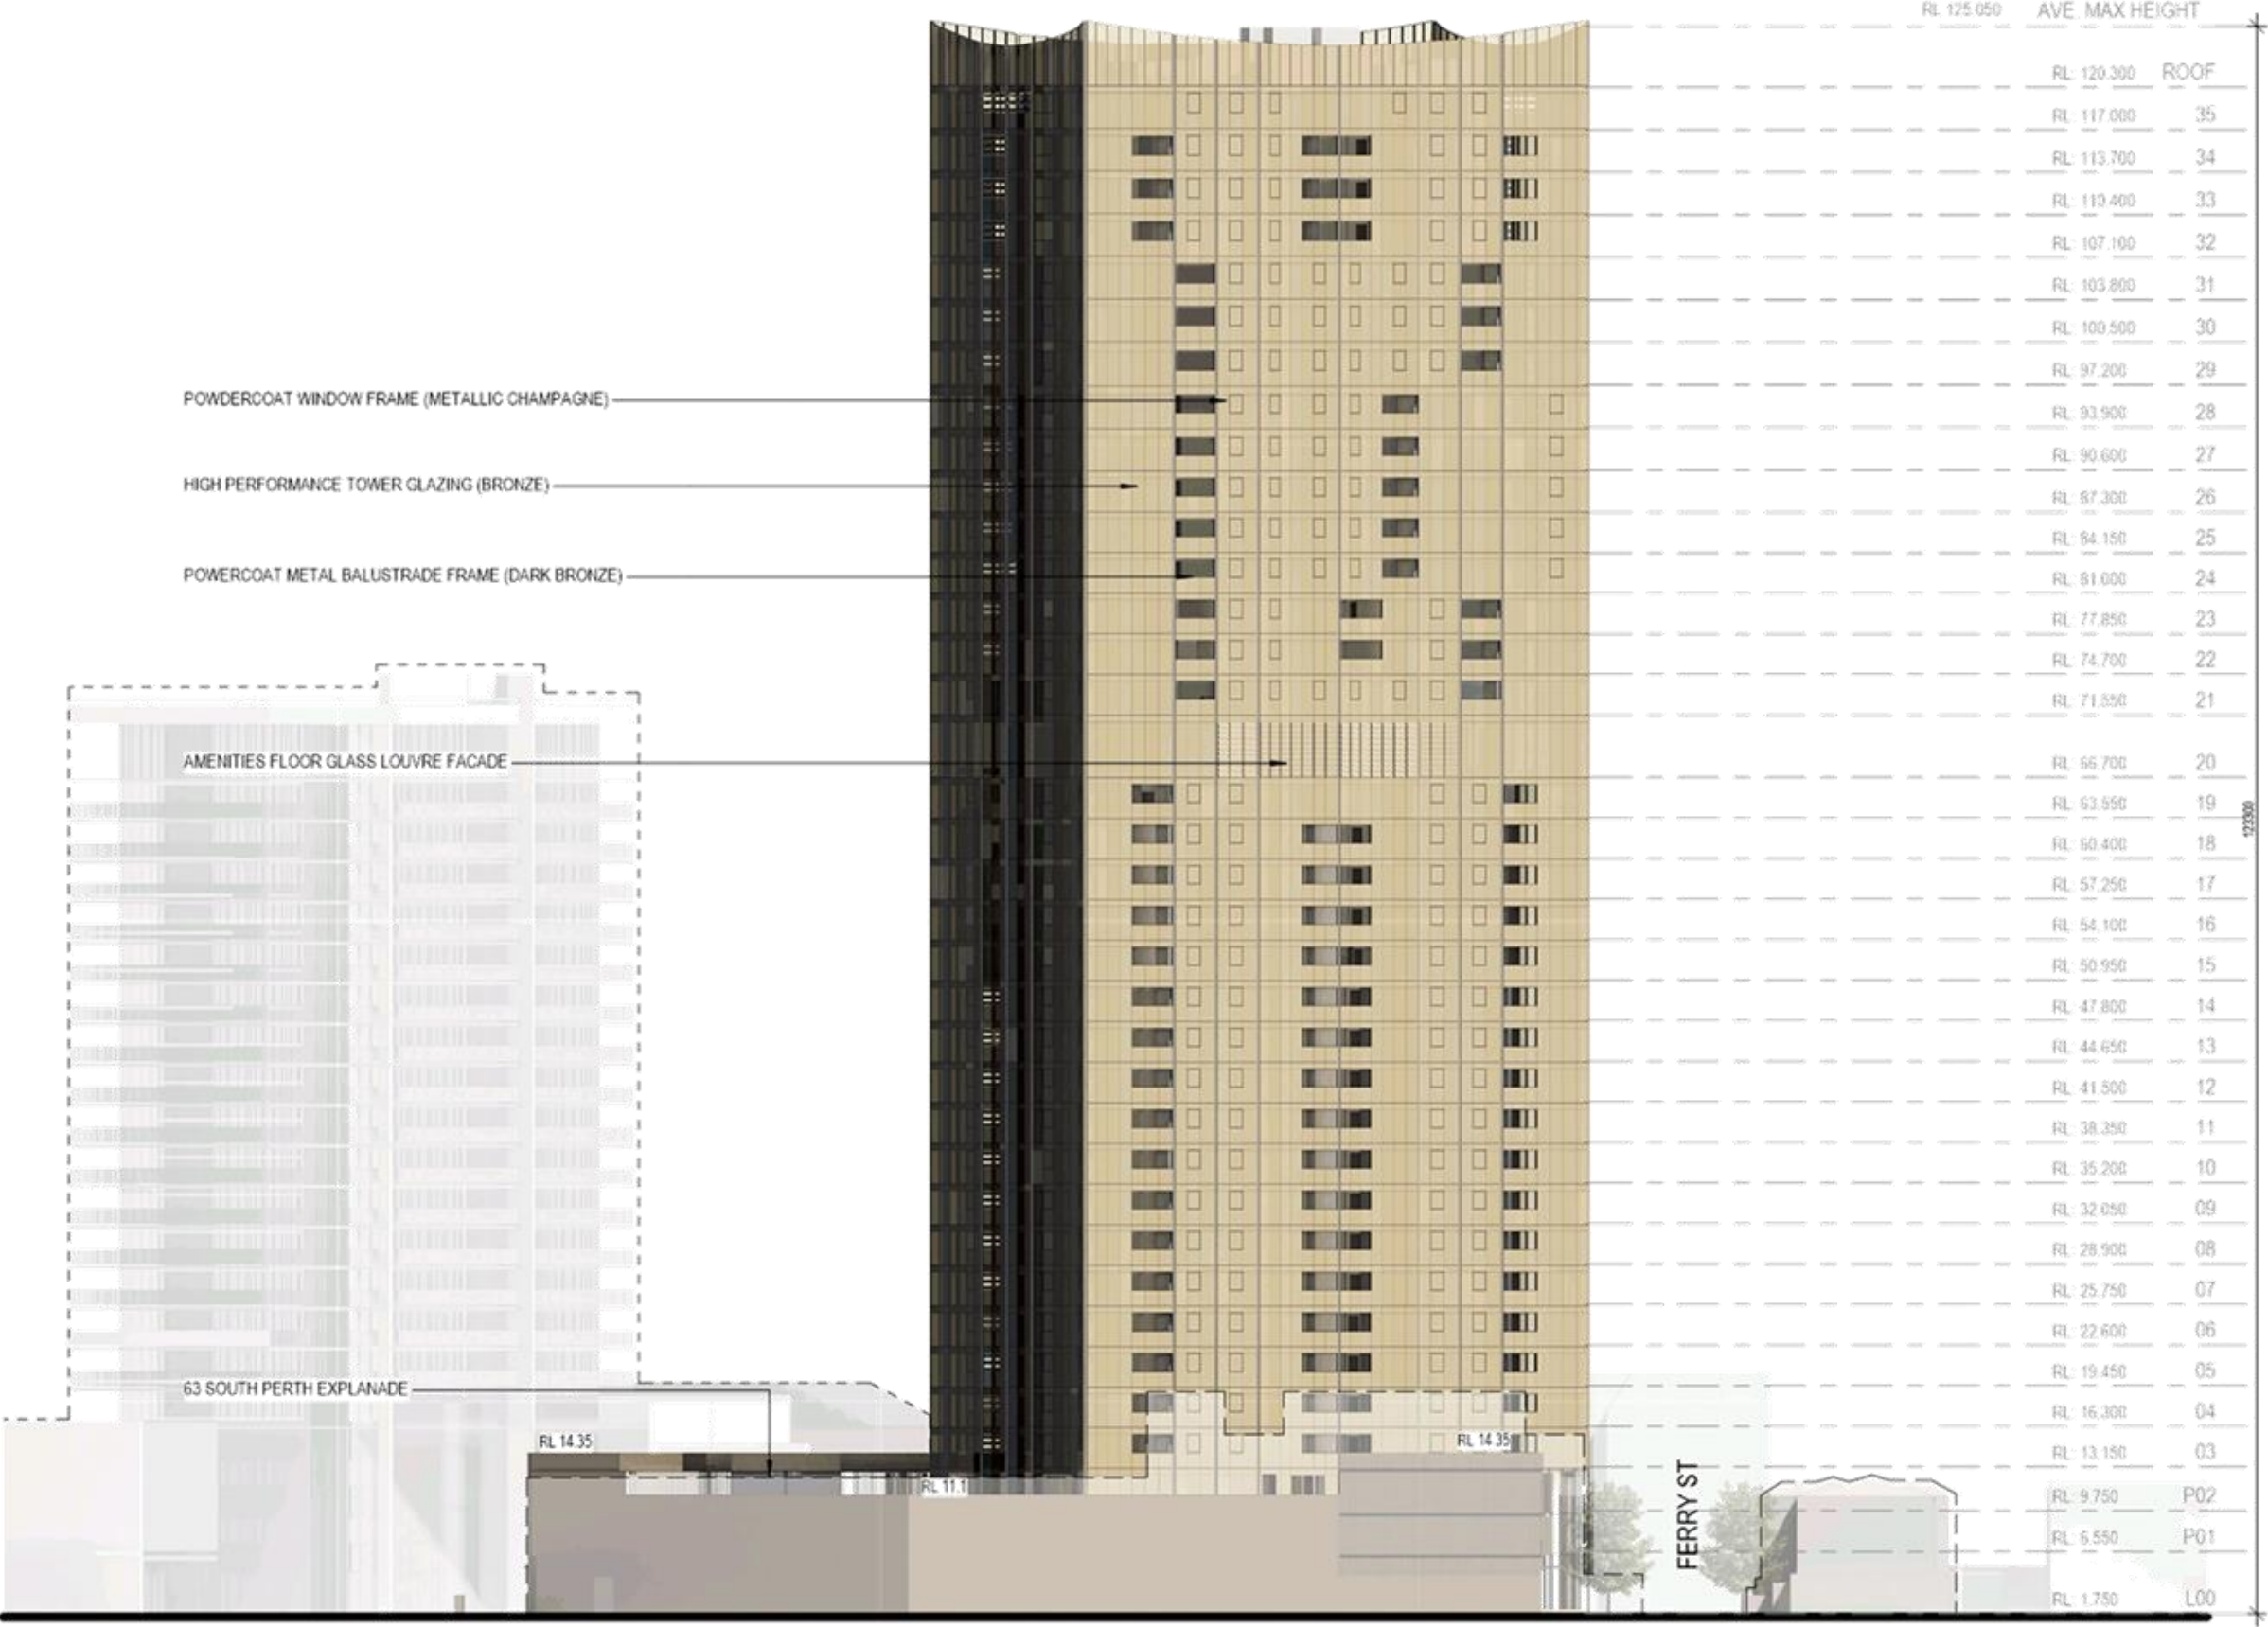 RL 125.050 AVE. MAX HEIGHT
RL: 120.300 ROOF
RL: 117.000 35
RL: 113.700 34
RL: 110.400 33
RL: 107.100 32
RL: 103.800 31
RL: 100.500 30
RL: 97.200 29
POWDERCOAT WINDOW FRAME (METALLIC CHAMPAGNE)
RL: 93.900 28
RL: 90.600 27
HIGH PERFORMANCE TOWER GLAZING (BRONZE)
RL: 87.300 26
RL: 84.150 25
POWERCOAT METAL BALUSTRADE FRAME (DARK BRONZE)
RL: 81.000 24
RL: 77.850 23
RL: 74.700 22
RL: 71.550 21
AMENITIES FLOOR GLASS LOUVRE FACADE
RL: 66.700 20
RL: 63.550 19
123300
RL: 60.400 18
RL: 57.250 17
RL: 54.100 16
RL: 50.950 15
RL: 47.800 14
RL: 44.650 13
RL: 41.500 12
RL: 38.350 11
RL: 35.200 10
RL: 32.050 09
RL: 28.900 08
RL: 25.750 07
RL: 22.600 06
RL: 19.450 05
63 SOUTH PERTH EXPLANADE
RL: 16.300 04
RL 14.35
RL 14.35
RL: 13.150 03
RL 11.1
RL: 9.750 P02
FERRY ST
RL: 6.550 P01
RL: 1.750 L00